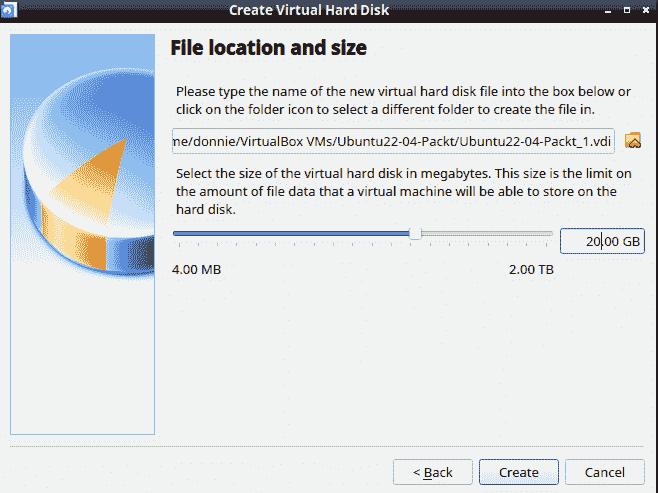 Create Virtual Hard Disk
File location and size
Please type the name of the new virtual hard disk file into the box below or
click on the folder icon to select a different folder to create the file in.
me/donnie/VirtualBox VMs/Ubuntu22-04-Packt/Ubuntu22-04-Packt_1.vdi
Select the size of the virtual hard disk in megabytes. This size is the limit on
the amount of file data that a virtual machine will be able to store on the
hard disk.
20.00 GB
4.00 MB 2.00 TB
< Back Create Cancel